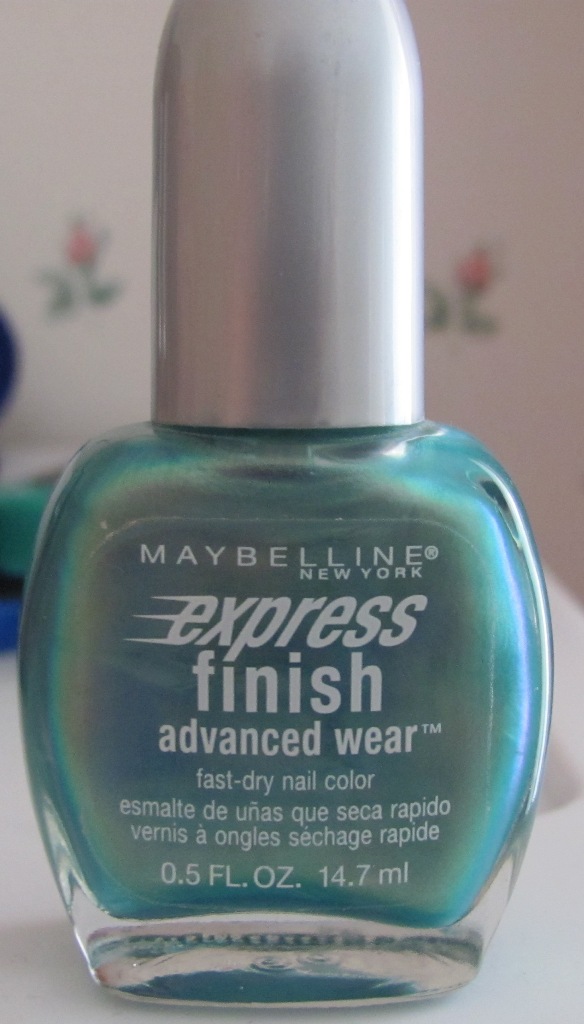 MAYBELLINE®
NEW YORK
express
finish
advanced wear™
fast-dry nail color
esmalte de uñas que seca rapido
vernis à ongles séchage rapide
0.5 FL. OZ. 14.7 ml